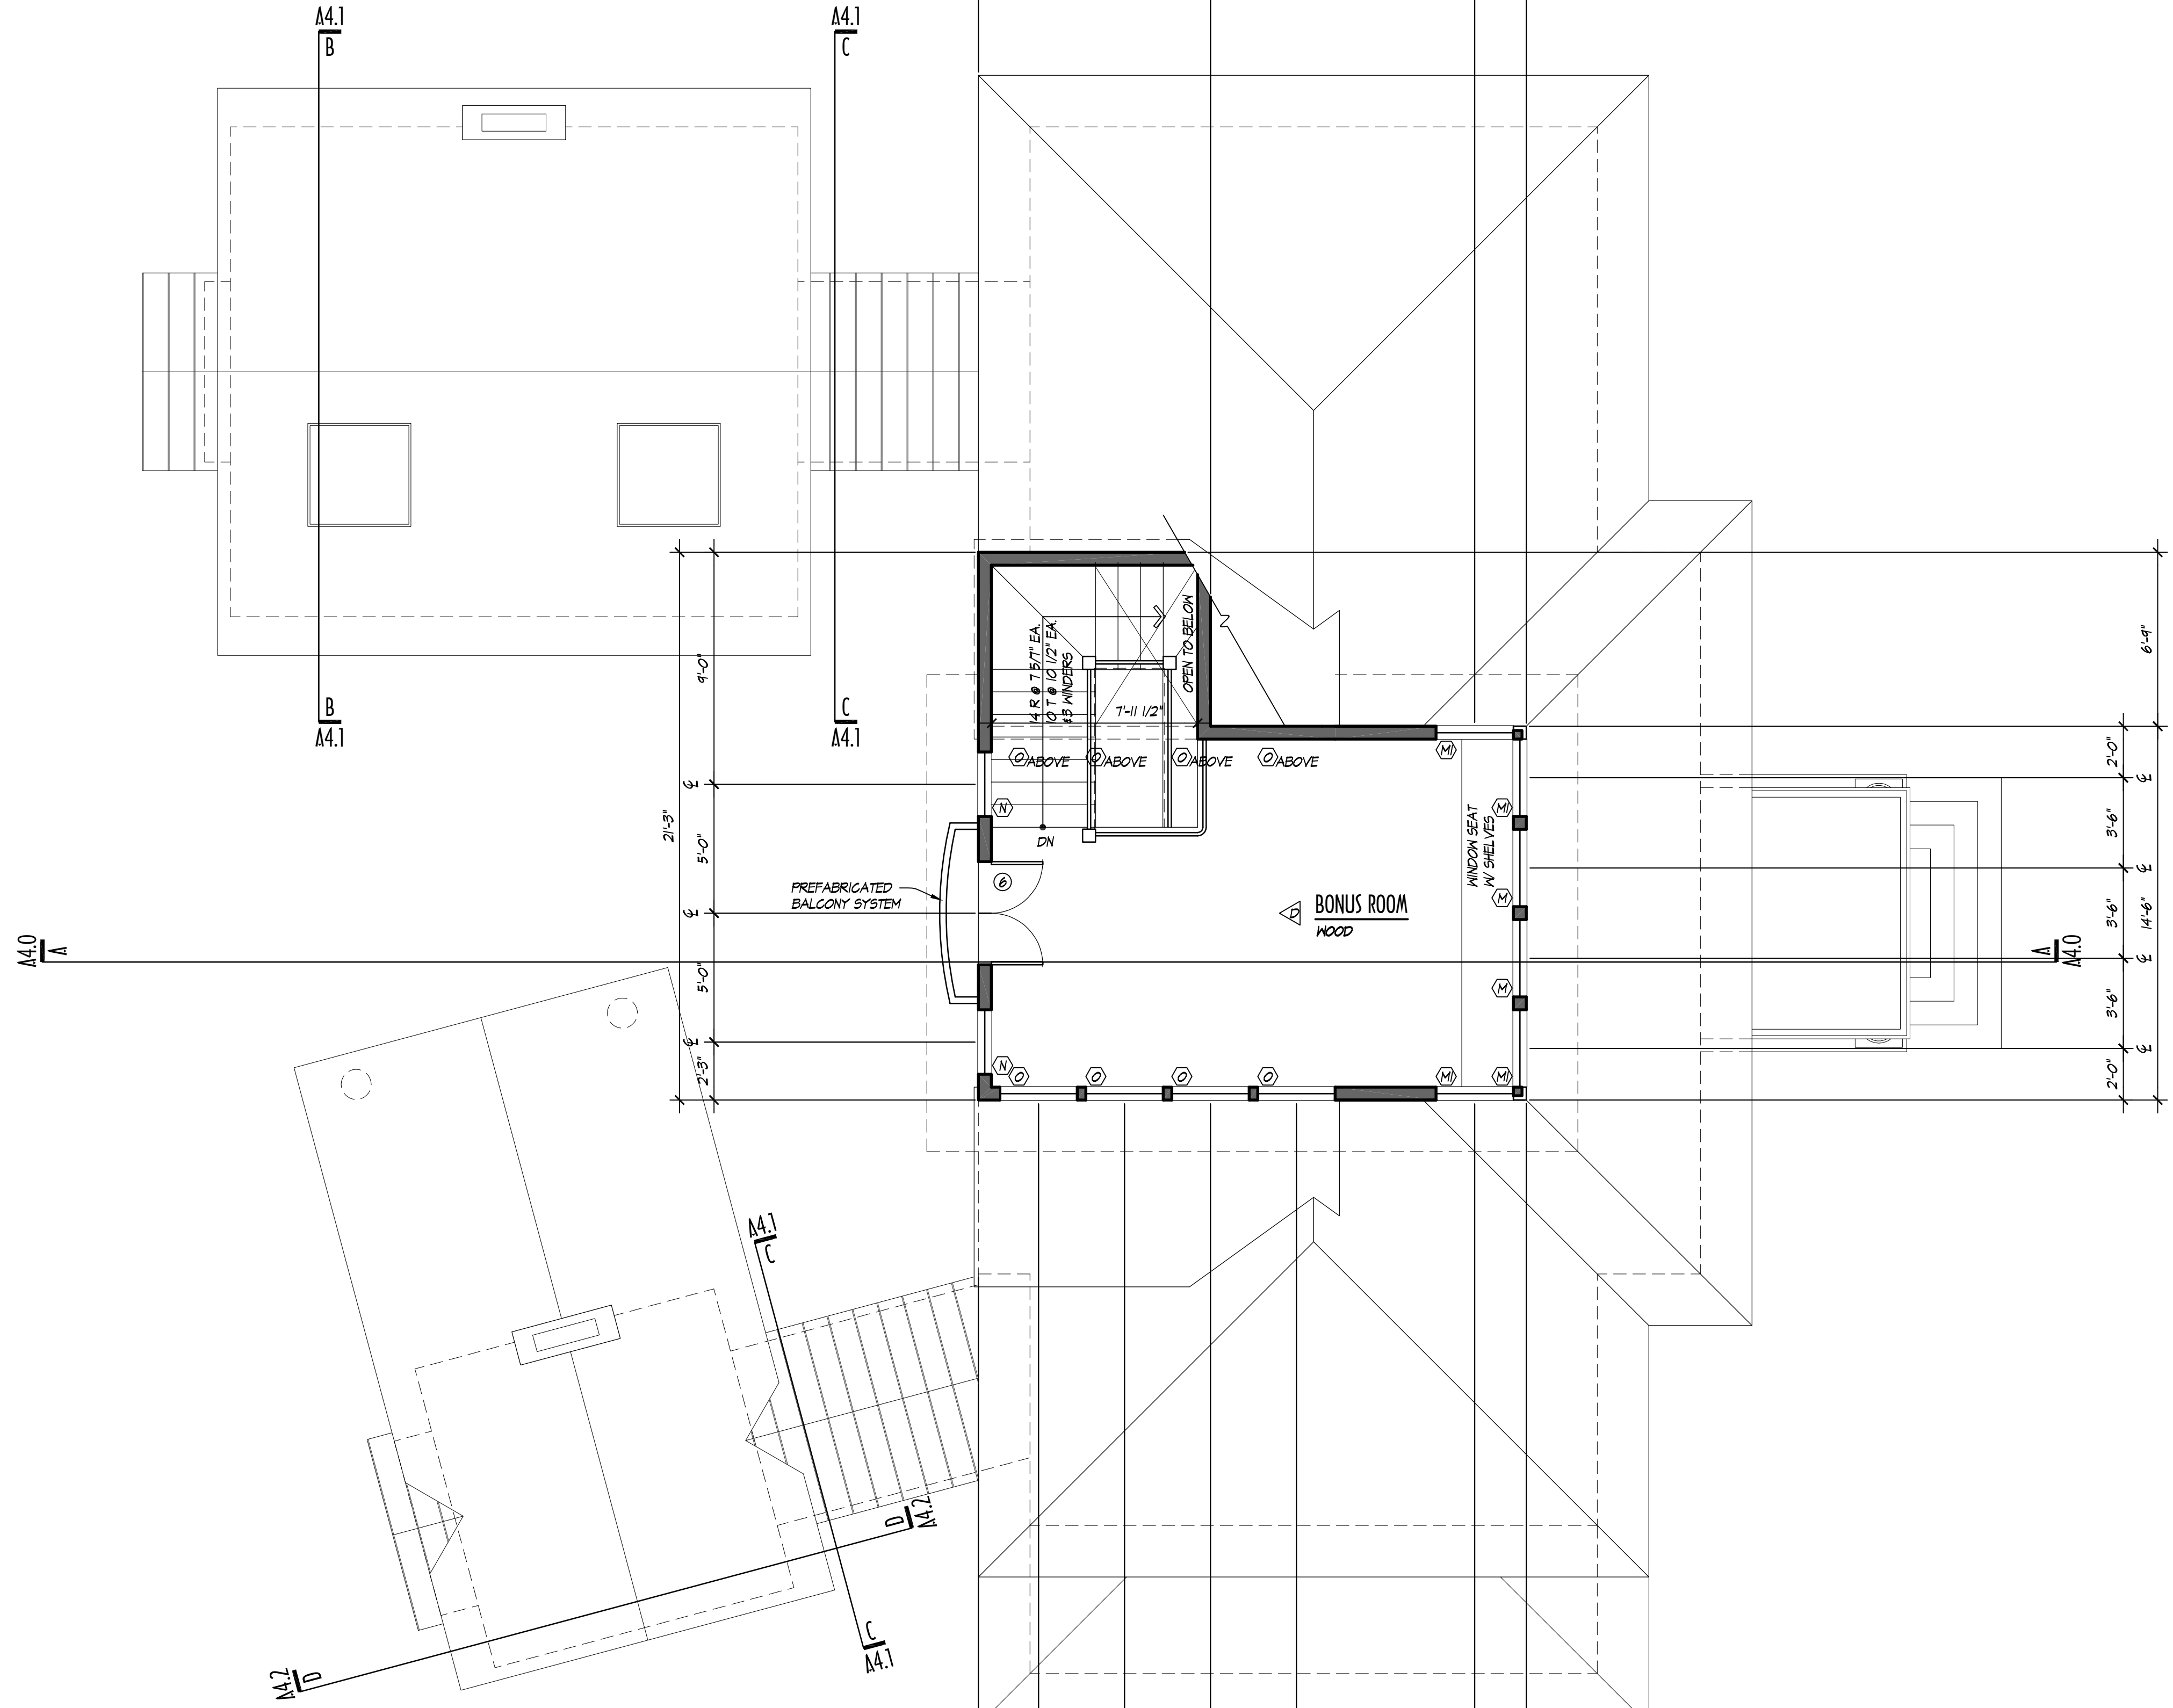 A4.1
B
A4.1
C
B
A4.1
C
A4.1
9'-0"
21'-3"
5'-0"
5'-0"
2'-3"
14 R @ 7 5/7" EA.
10 T @ 10 1/2" EA.
&3 WINDERS
OPEN TO BELOW
7'-11 1/2"
O ABOVE
O ABOVE
O ABOVE
O ABOVE
M1
N
DN
6
PREFABRICATED
BALCONY SYSTEM
D
BONUS ROOM
WOOD
WINDOW SEAT
W/ SHELVES
M1
M
M
M1
M1
N
O
O
O
O
6'-9"
2'-0"
3'-6"
3'-6"
14'-6"
3'-6"
2'-0"
A4.0
A
A
A4.0
A4.1
C
D
A4.2
C
A4.1
A4.2
D